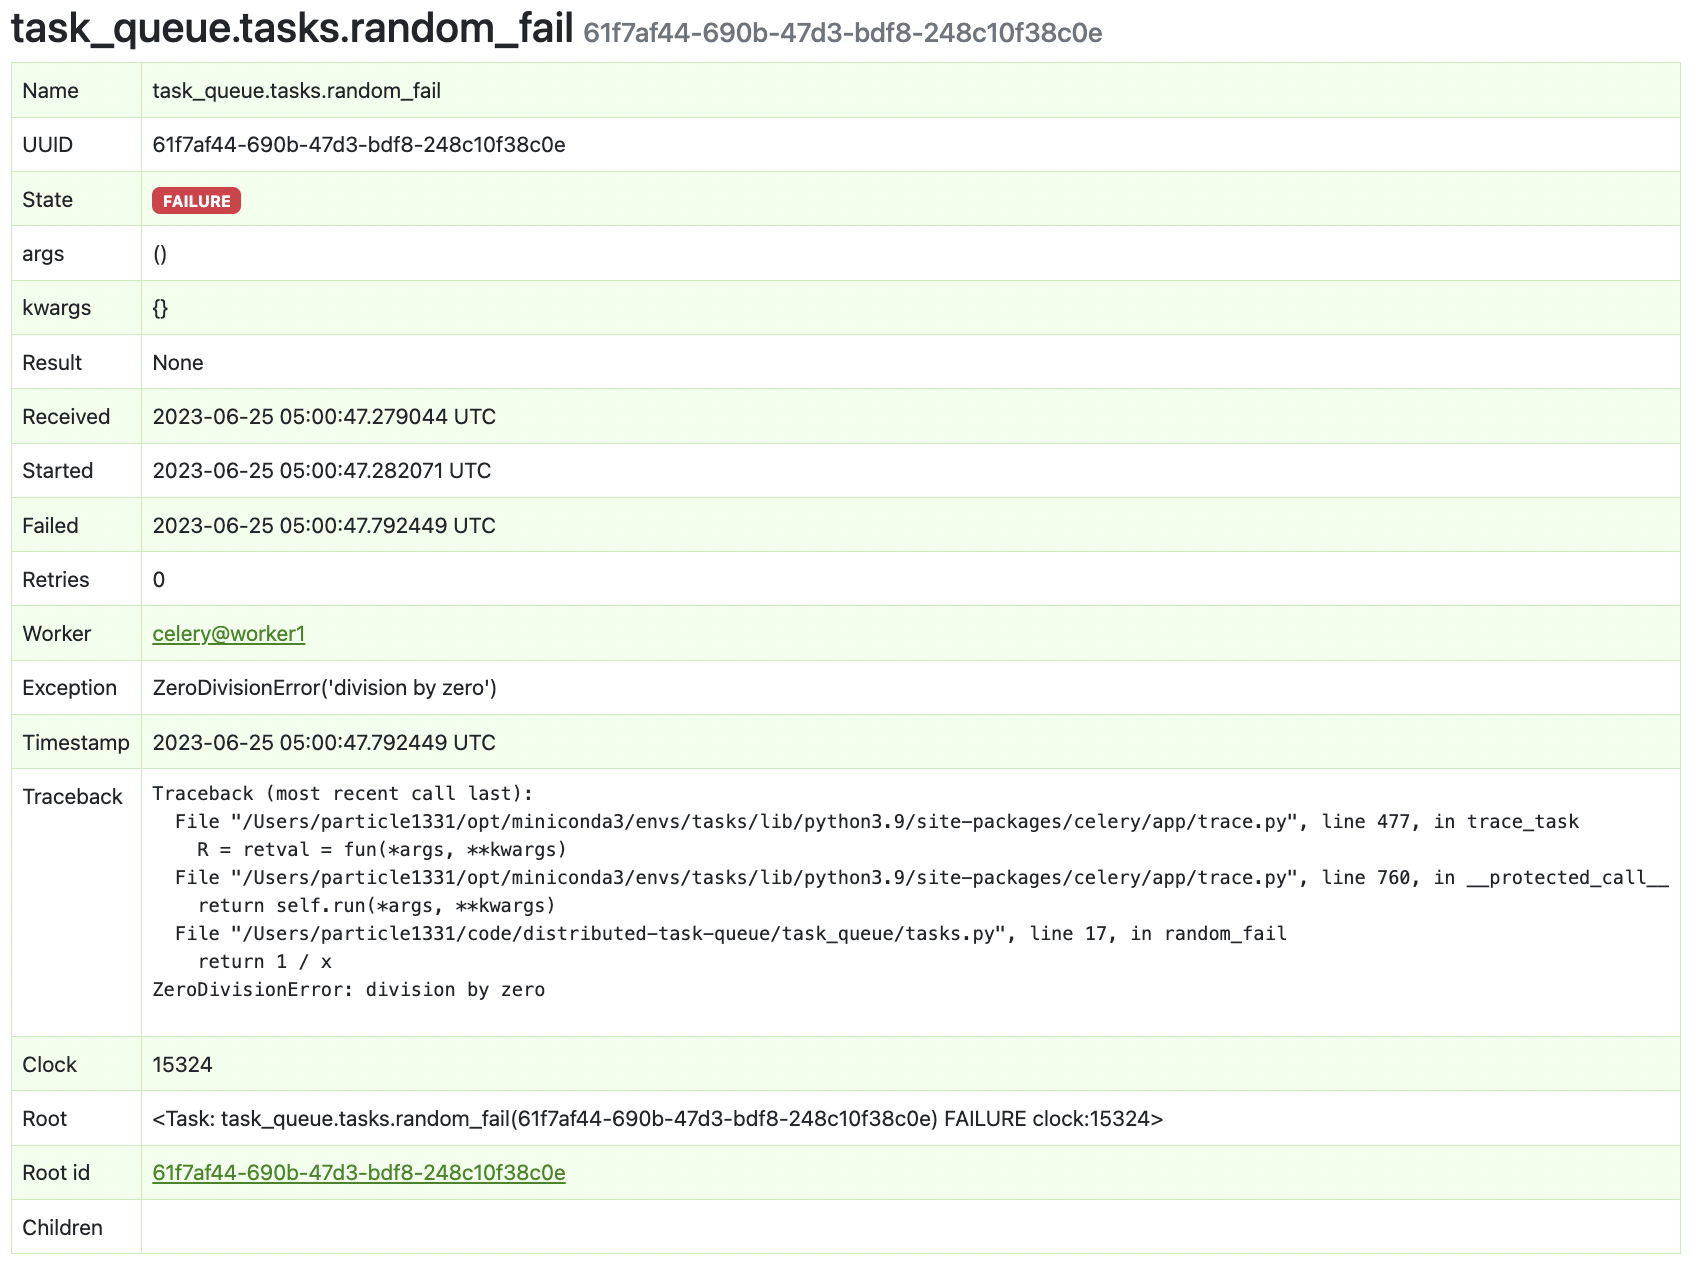 task_queue.tasks.random_fail 61f7af44-690b-47d3-bdf8-248c10f38c0e
Name task_queue.tasks.random_fail
UUID 61f7af44-690b-47d3-bdf8-248c10f38c0e
State FAILURE
args ()
kwargs {}
Result None
Received 2023-06-25 05:00:47.279044 UTC
Started 2023-06-25 05:00:47.282071 UTC
Failed 2023-06-25 05:00:47.792449 UTC
Retries 0
Worker celery@worker1
Exception ZeroDivisionError('division by zero')
Timestamp 2023-06-25 05:00:47.792449 UTC
Traceback Traceback (most recent call last):
File "/Users/particle1331/opt/miniconda3/envs/tasks/lib/python3.9/site-packages/celery/app/trace.py", line 477, in trace_task
R = retval = fun(*args, **kwargs)
File "/Users/particle1331/opt/miniconda3/envs/tasks/lib/python3.9/site-packages/celery/app/trace.py", line 760, in __protected_call__
return self.run(*args, **kwargs)
File "/Users/particle1331/code/distributed-task-queue/task_queue/tasks.py", line 17, in random_fail
return 1 / x
ZeroDivisionError: division by zero
Clock 15324
Root <Task: task_queue.tasks.random_fail(61f7af44-690b-47d3-bdf8-248c10f38c0e) FAILURE clock:15324>
Root id 61f7af44-690b-47d3-bdf8-248c10f38c0e
Children